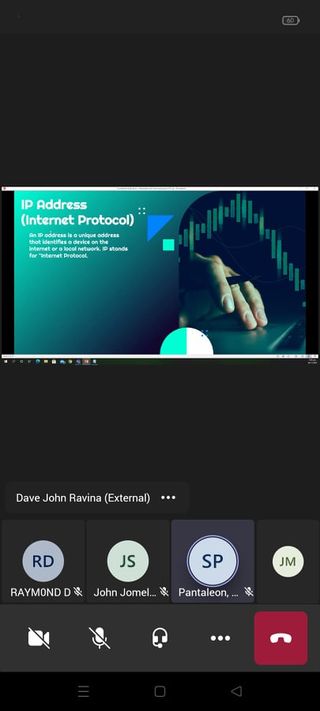 60
IP Address
(Internet Protocol)
An IP address is a unique address
that identifies a device on the
internet or a local network. IP stands
for "Internet Protocol.
Dave John Ravina (External)
RD
JS
SP
JM
RAYM0ND D
John Jomel...
Pantaleon, ...